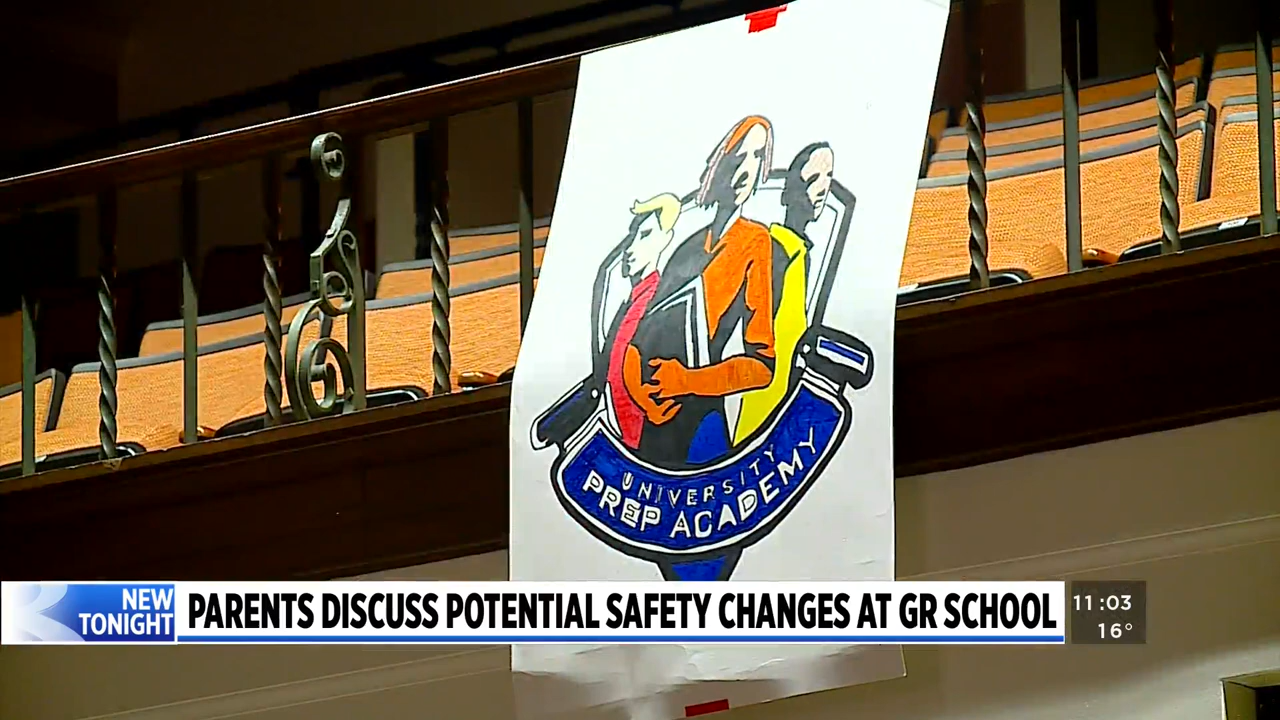 UNIVERSITY
PREP ACADEMY
NEW
TONIGHT
PARENTS DISCUSS POTENTIAL SAFETY CHANGES AT GR SCHOOL
11:03
16°